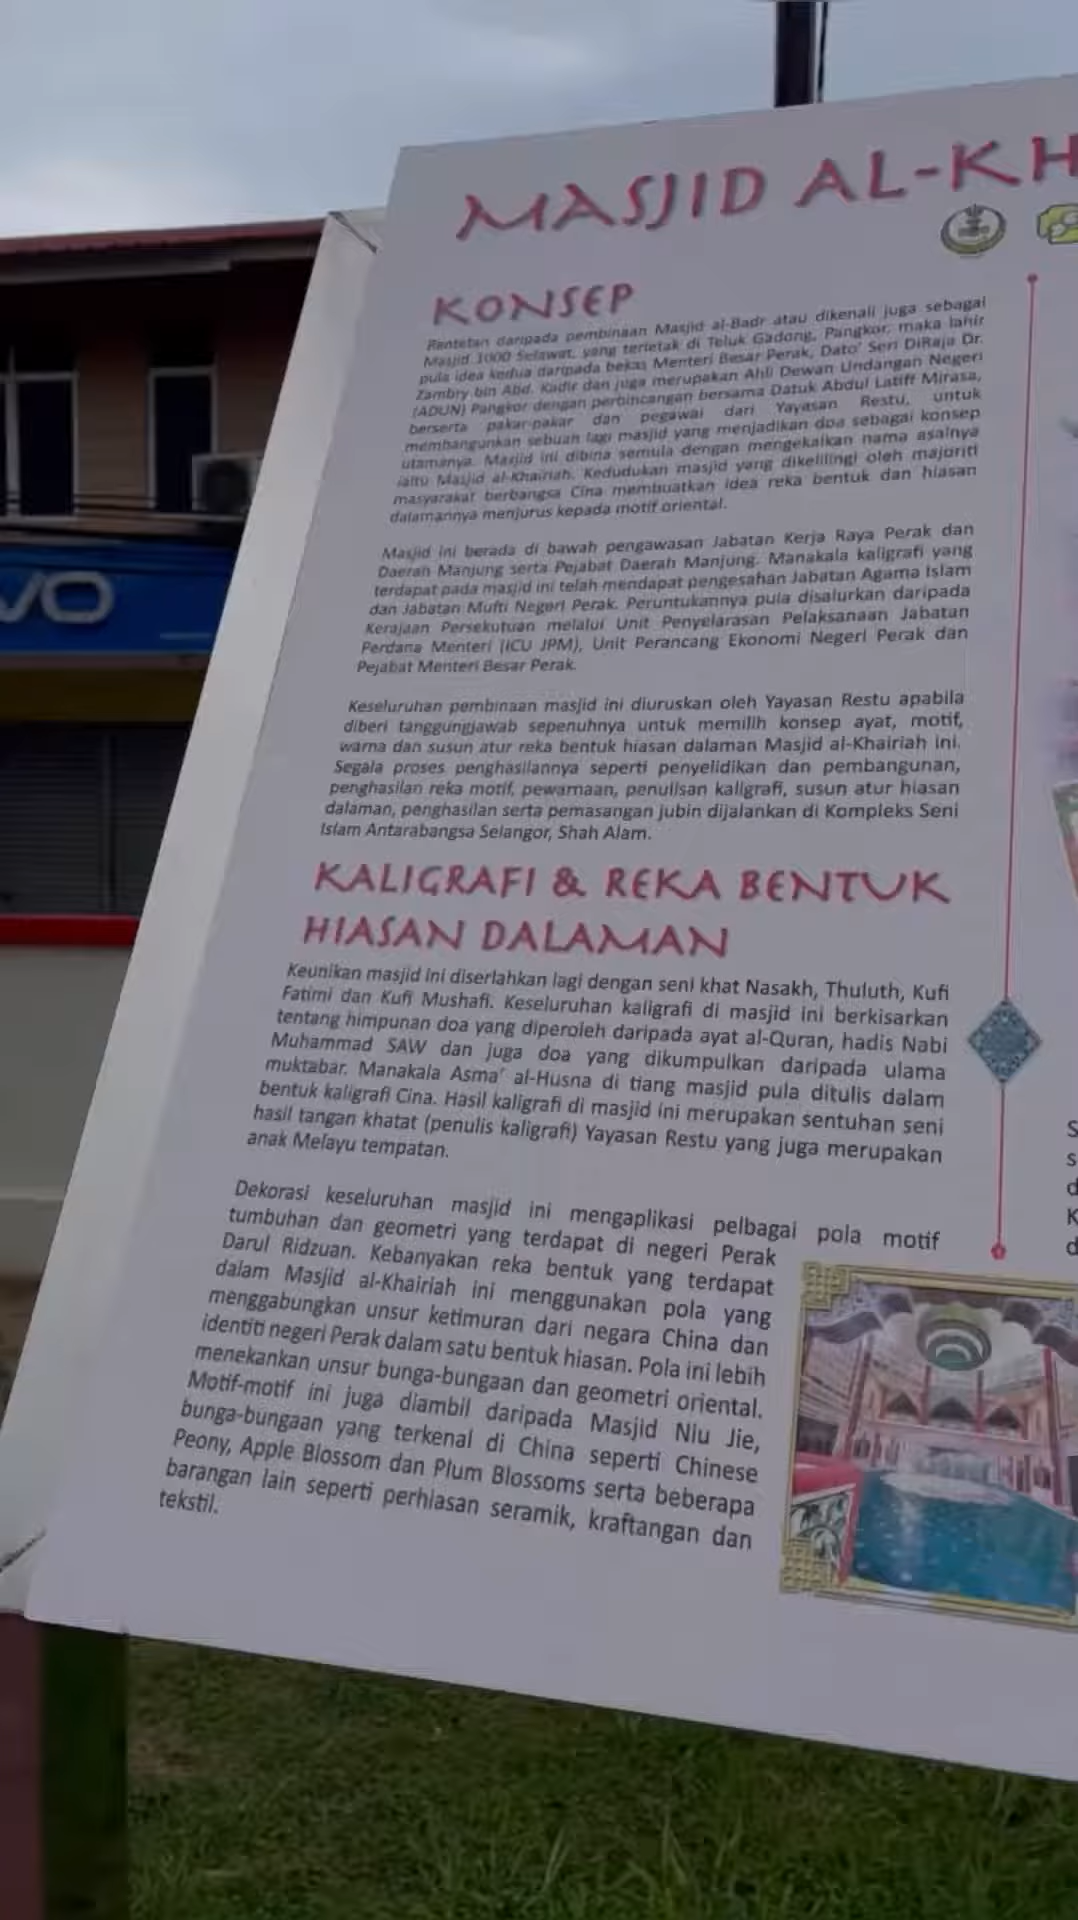 MASJID AL-KH
KONSEP
Rantetan daripada pembinaan Masjid al-Badr atau dikenali juga sebagai
Masjid 1000 Selawat, yang terletak di Teluk Gadong, Pangkor, maka lahir
pula idea kedua daripada bekas Menteri Besar Perak, Dato' Seri DiRaja Dr.
Zambry bin Abd. Kadir dan juga merupakan Ahli Dewan Undangan Negeri
(ADUN) Pangkor dengan perbincangan bersama Datuk Abdul Latiff Mirasa,
berserta pakar-pakar dan pegawai dari Yayasan Restu, untuk
membangunkan sebuah lagi masjid yang menjadikan doa sebagai konsep
utamanya. Masjid ini dibina semula dengan mengekalkan nama asalnya
iaitu Masjid al-Khairiah. Kedudukan masjid yang dikelilingi oleh majoriti
masyarakat berbangsa Cina membuatkan idea reka bentuk dan hiasan
dalamannya menjurus kepada motif oriental.
Masjid ini berada di bawah pengawasan Jabatan Kerja Raya Perak dan
Daerah Manjung serta Pejabat Daerah Manjung. Manakala kaligrafi yang
terdapat pada masjid ini telah mendapat pengesahan Jabatan Agama Islam
dan Jabatan Mufti Negeri Perak. Peruntukannya pula disalurkan daripada
Kerajaan Persekutuan melalui Unit Penyelarasan Pelaksanaan Jabatan
Perdana Menteri (ICU JPM), Unit Perancang Ekonomi Negeri Perak dan
Pejabat Menteri Besar Perak.
Keseluruhan pembinaan masjid ini diuruskan oleh Yayasan Restu apabila
diberi tanggungjawab sepenuhnya untuk memilih konsep ayat, motif,
warna dan susun atur reka bentuk hiasan dalaman Masjid al-Khairiah ini.
Segala proses penghasilannya seperti penyelidikan dan pembangunan,
penghasilan reka motif, pewarnaan, penulisan kaligrafi, susun atur hiasan
dalaman, penghasilan serta pemasangan jubin dijalankan di Kompleks Seni
Islam Antarabangsa Selangor, Shah Alam.
KALIGRAFI & REKA BENTUK
HIASAN DALAMAN
Keunikan masjid ini diserlahkan lagi dengan seni khat Nasakh, Thuluth, Kufi
Fatimi dan Kufi Mushafi. Keseluruhan kaligrafi di masjid ini berkisarkan
tentang himpunan doa yang diperoleh daripada ayat al-Quran, hadis Nabi
Muhammad SAW dan juga doa yang dikumpulkan daripada ulama
muktabar. Manakala Asma' al-Husna di tiang masjid pula ditulis dalam
bentuk kaligrafi Cina. Hasil kaligrafi di masjid ini merupakan sentuhan seni
hasil tangan khatat (penulis kaligrafi) Yayasan Restu yang juga merupakan
anak Melayu tempatan.
Dekorasi keseluruhan masjid ini mengaplikasi pelbagai pola motif
tumbuhan dan geometri yang terdapat di negeri Perak
Darul Ridzuan. Kebanyakan reka bentuk yang terdapat
dalam Masjid al-Khairiah ini menggunakan pola yang
menggabungkan unsur ketimuran dari negara China dan
identiti negeri Perak dalam satu bentuk hiasan. Pola ini lebih
menekankan unsur bunga-bungaan dan geometri oriental.
Motif-motif ini juga diambil daripada Masjid Niu Jie,
bunga-bungaan yang terkenal di China seperti Chinese
Peony, Apple Blossom dan Plum Blossoms serta beberapa
barangan lain seperti perhiasan seramik, kraftangan dan
tekstil.
VO
S
s
d
K
d